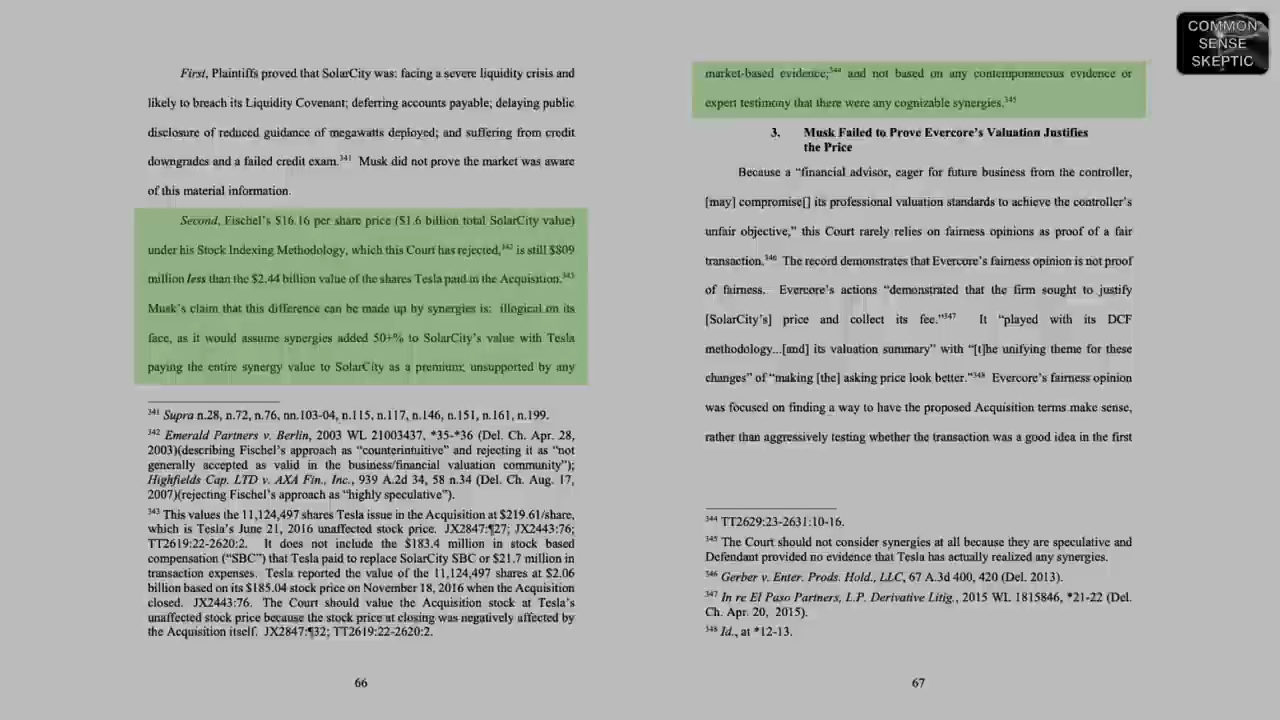 COMMON
SENSE
SKEPTIC
First, Plaintiffs proved that SolarCity was: facing a severe liquidity crisis and
likely to breach its Liquidity Covenant; deferring accounts payable; delaying public
disclosure of reduced guidance of megawatts deployed; and suffering from credit
downgrades and a failed credit exam.341 Musk did not prove the market was aware
of this material information.
Second, Fischel's $16.16 per share price ($1.6 billion total SolarCity value)
under his Stock Indexing Methodology, which this Court has rejected,342 is still $809
million less than the $2.44 billion value of the shares Tesla paid in the Acquisition.343
Musk's claim that this difference can be made up by synergies is: illogical on its
face, as it would assume synergies added 50+% to SolarCity's value with Tesla
paying the entire synergy value to SolarCity as a premium; unsupported by any
341 Supra n.28, n.72, n.76, nn.103-04, n.115, n.117, n.146, n.151, n.161, n.199.
342 Emerald Partners v. Berlin, 2003 WL 21003437, *35-*36 (Del. Ch. Apr. 28,
2003)(describing Fischel's approach as "counterintuitive" and rejecting it as "not
generally accepted as valid in the business/financial valuation community");
Highfields Cap. LTD v. AXA Fin., Inc., 939 A.2d 34, 58 n.34 (Del. Ch. Aug. 17,
2007)(rejecting Fischel's approach as "highly speculative").
343 This values the 11,124,497 shares Tesla issue in the Acquisition at $219.61/share,
which is Tesla's June 21, 2016 unaffected stock price. JX2847:¶27; JX2443:76;
TT2619:22-2620:2. It does not include the $183.4 million in stock based
compensation ("SBC") that Tesla paid to replace SolarCity SBC or $21.7 million in
transaction expenses. Tesla reported the value of the 11,124,497 shares at $2.06
billion based on its $185.04 stock price on November 18, 2016 when the Acquisition
closed. JX2443:76. The Court should value the Acquisition stock at Tesla's
unaffected stock price because the stock price at closing was negatively affected by
the Acquisition itself. JX2847:¶32; TT2619:22-2620:2.
66
market-based evidence;344 and not based on any contemporaneous evidence or
expert testimony that there were any cognizable synergies.345
3. Musk Failed to Prove Evercore's Valuation Justifies
the Price
Because a "financial advisor, eager for future business from the controller,
[may] compromise[] its professional valuation standards to achieve the controller's
unfair objective," this Court rarely relies on fairness opinions as proof of a fair
transaction.346 The record demonstrates that Evercore's fairness opinion is not proof
of fairness. Evercore's actions "demonstrated that the firm sought to justify
[SolarCity's] price and collect its fee."347 It "played with its DCF
methodology...[and] its valuation summary" with "[t]he unifying theme for these
changes" of "making [the] asking price look better."348 Evercore's fairness opinion
was focused on finding a way to have the proposed Acquisition terms make sense,
rather than aggressively testing whether the transaction was a good idea in the first
344 TT2629:23-2631:10-16.
345 The Court should not consider synergies at all because they are speculative and
Defendant provided no evidence that Tesla has actually realized any synergies.
346 Gerber v. Enter. Prods. Hold., LLC, 67 A.3d 400, 420 (Del. 2013).
347 In re El Paso Partners, L.P. Derivative Litig., 2015 WL 1815846, *21-22 (Del.
Ch. Apr. 20, 2015).
348 Id., at *12-13.
67